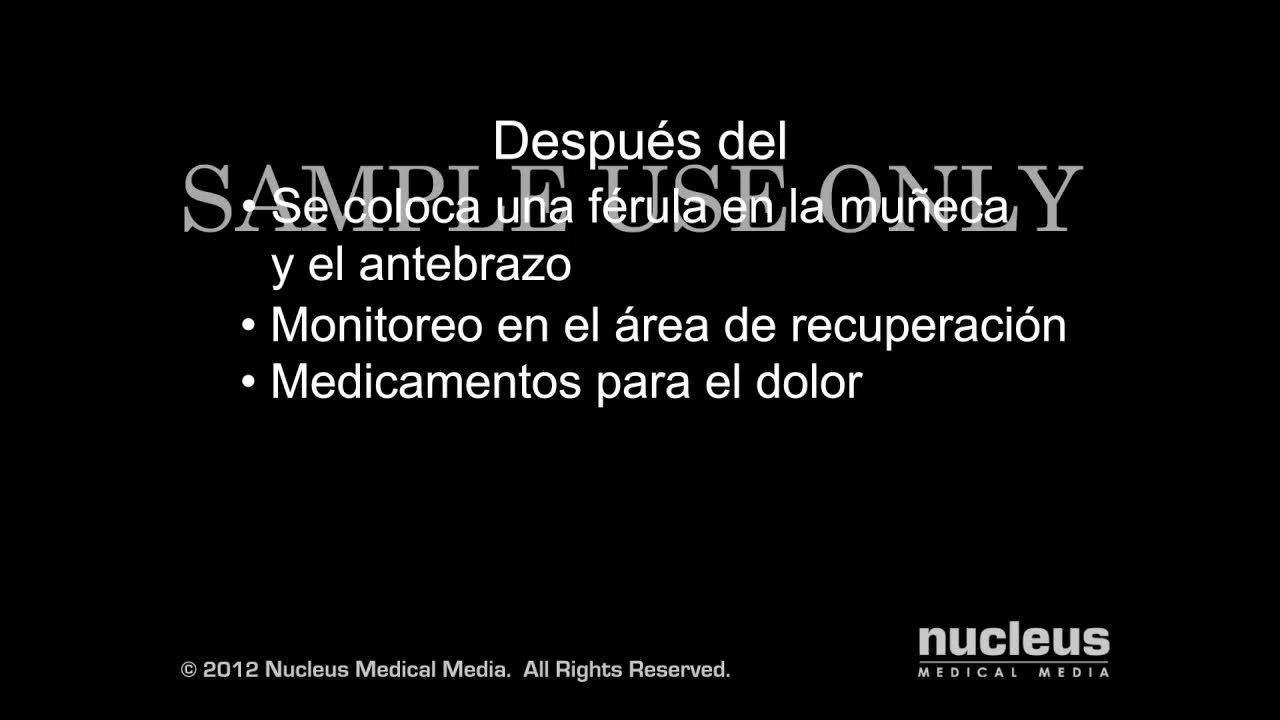 Después del
SAMPLE USE ONLY
• Se coloca una férula en la muñeca
y el antebrazo
• Monitoreo en el área de recuperación
• Medicamentos para el dolor
nucleus
MEDICAL MEDIA
© 2012 Nucleus Medical Media. All Rights Reserved.